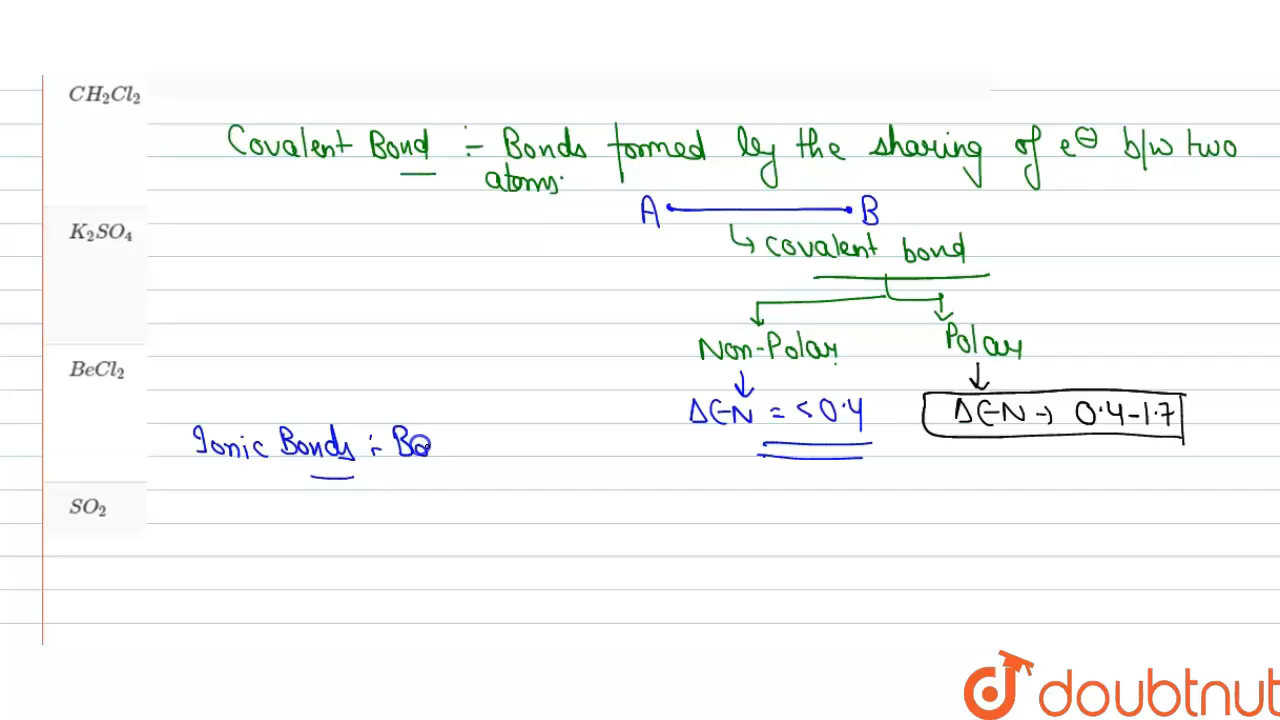 CH₂Cl₂
Covalent Bond :- Bonds formed by the sharing of e⊖ b/w two
atoms.
A B
K₂SO₄
↳ Covalent bond
Non-Polar Polar
BeCl₂
ΔEN = < 0.4 ΔEN → 0.4-1.7
Ionic Bonds :- Bo
SO₂
doubtnut